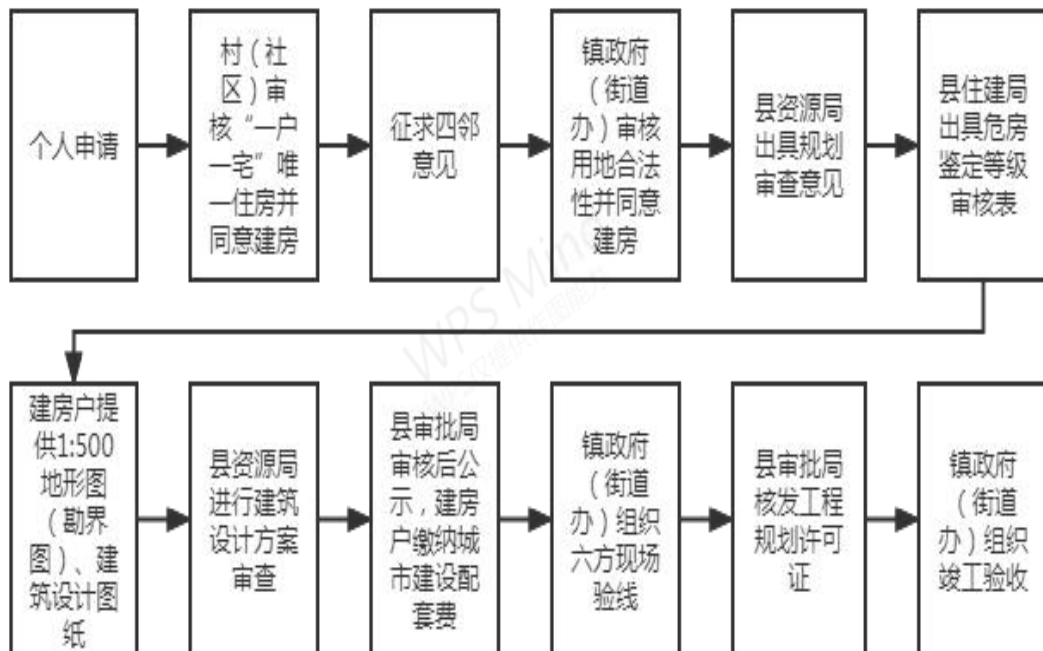 个人申请
村（社
区）审
核“一户
一宅”唯
一住房并
同意建房
征求四邻
意见
镇政府
（街道
办）审核
用地合法
性并同意
建房
县资源局
出具规划
审查意见
县住建局
出具危房
鉴定等级
审核表
建房户提
供1:500
地形图
（勘界
图）、建
筑设计图
纸
县资源局
进行建筑
设计方案
审查
县审批局
审核后公
示，建房
户缴纳城
市建设配
套费
镇政府
（街道
办）组织
六方现场
验线
县审批局
核发工程
规划许可
证
镇政府
（街道
办）组织
竣工验收
WPS Mind